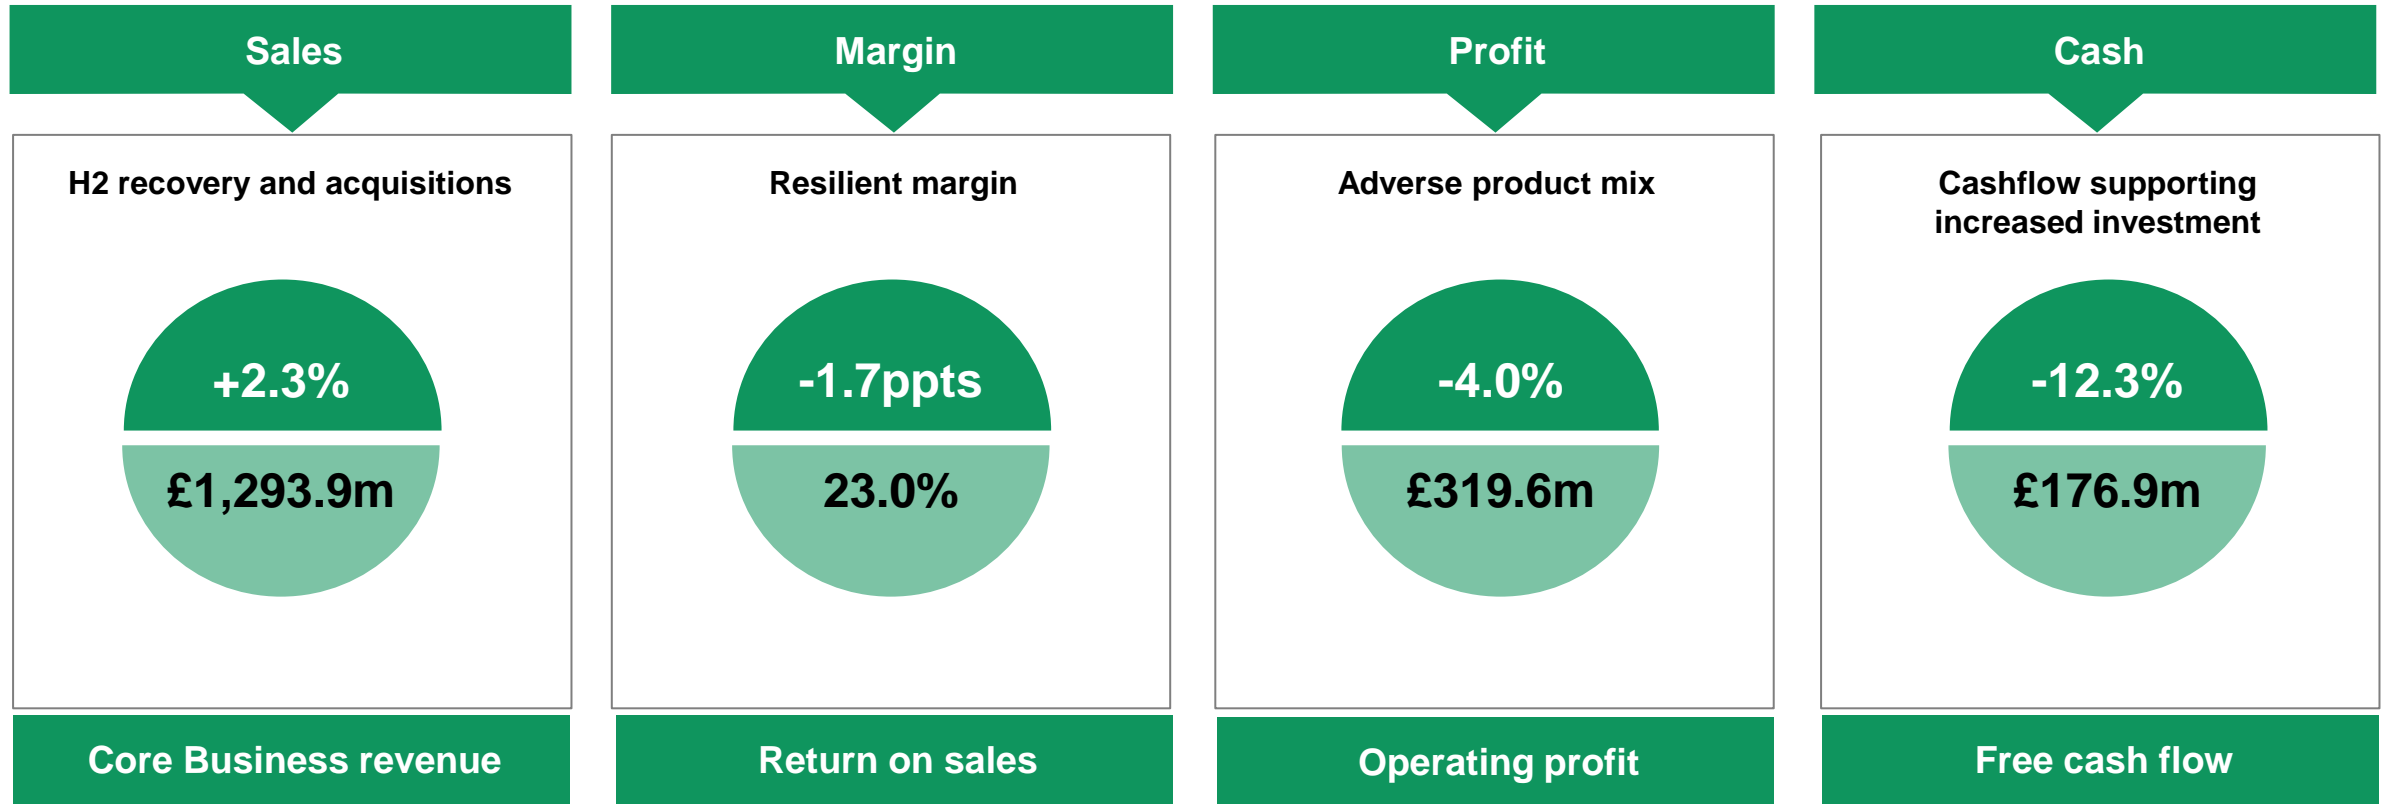 Sales
H2 recovery and acquisitions
+2.3%
£1,293.9m
Core Business revenue
Margin
Resilient margin
-1.7ppts
23.0%
Return on sales
Profit
Adverse product mix
-4.0%
£319.6m
Operating profit
Cash
Cashflow supporting
increased investment
-12.3%
£176.9m
Free cash flow